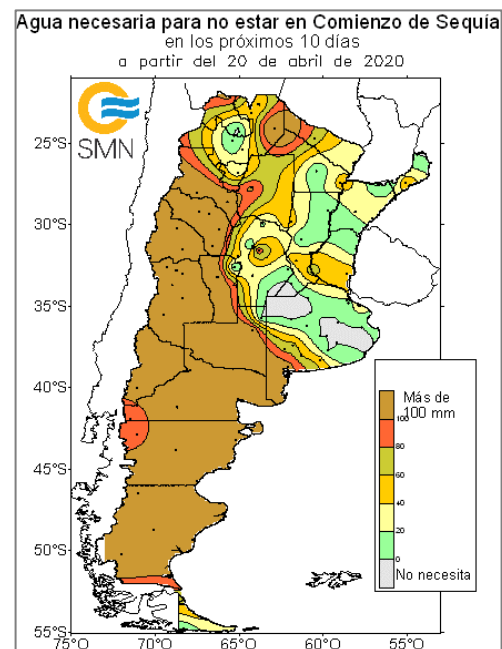 Agua necesaria para no estar en Comienzo de Sequía
en los próximos 10 días
a partir del 20 de abril de 2020
SMN
25°S
30°S
35°S
40°S
45°S
50°S
55°S
75°O
70°O
65°O
60°O
55°O
Más de
100 mm
100
80
60
40
20
0
No necesita